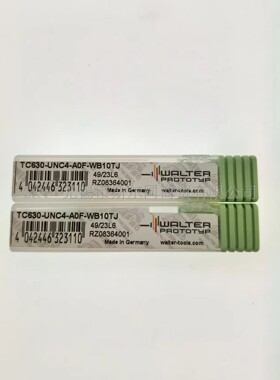 TC630-UNC4-A0F-WB10TJ
49/23L6
RZ08364001
Made in Germany
4 042446 323110
WALTER
PROTOTYP
walter-tools.com
TC630-UNC4-A0F-WB10TJ
49/23L6
RZ08364001
Made in Germany
4 042446 323110
WALTER
PROTOTYP
walter-tools.com